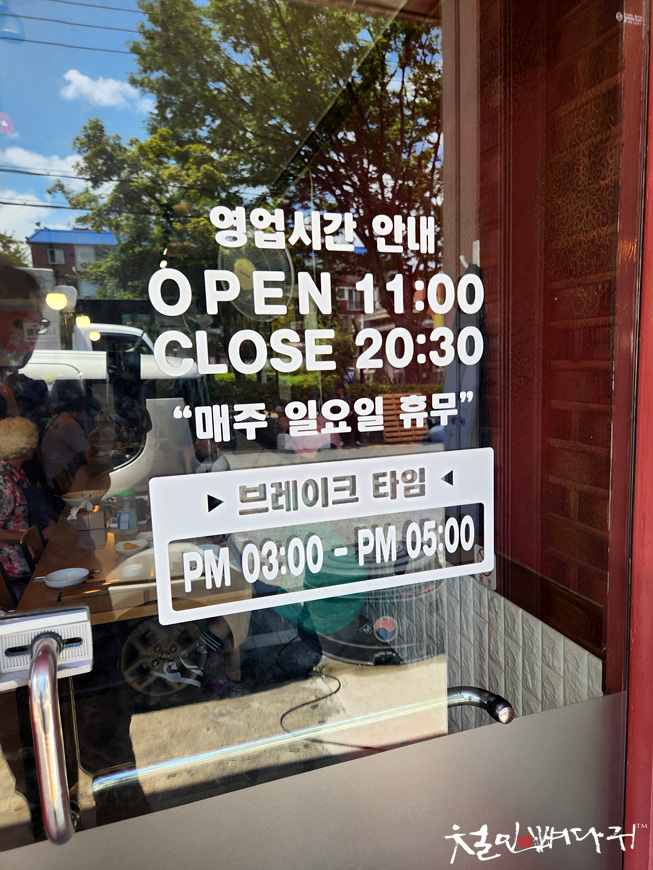 영업시간 안내
OPEN 11:00
CLOSE 20:30
“매주 일요일 휴무”
▶ 브레이크 타임 ◀
PM 03:00 - PM 05:00